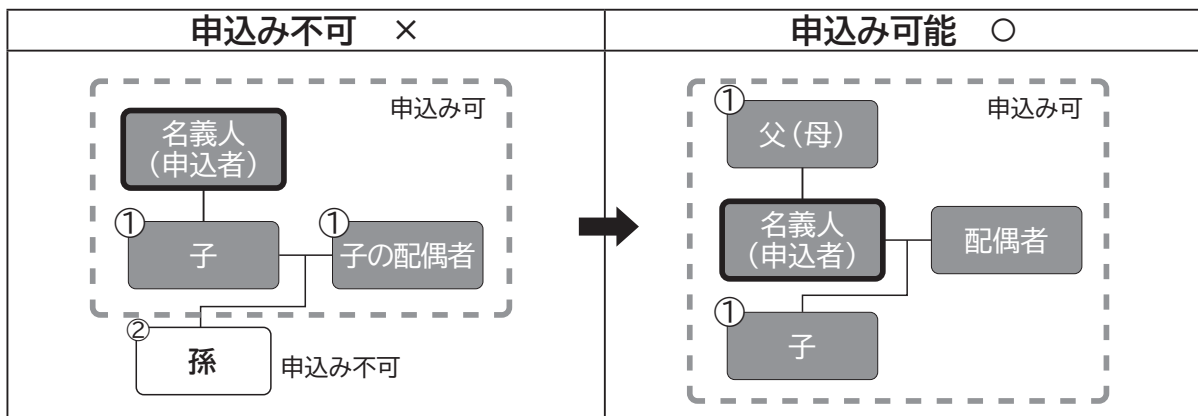 申込み不可 ×
申込み可
名義人
（申込者）
①
子
①
子の配偶者
②
孫
申込み不可
申込み可能 ○
申込み可
①
父（母）
名義人
（申込者）
配偶者
①
子